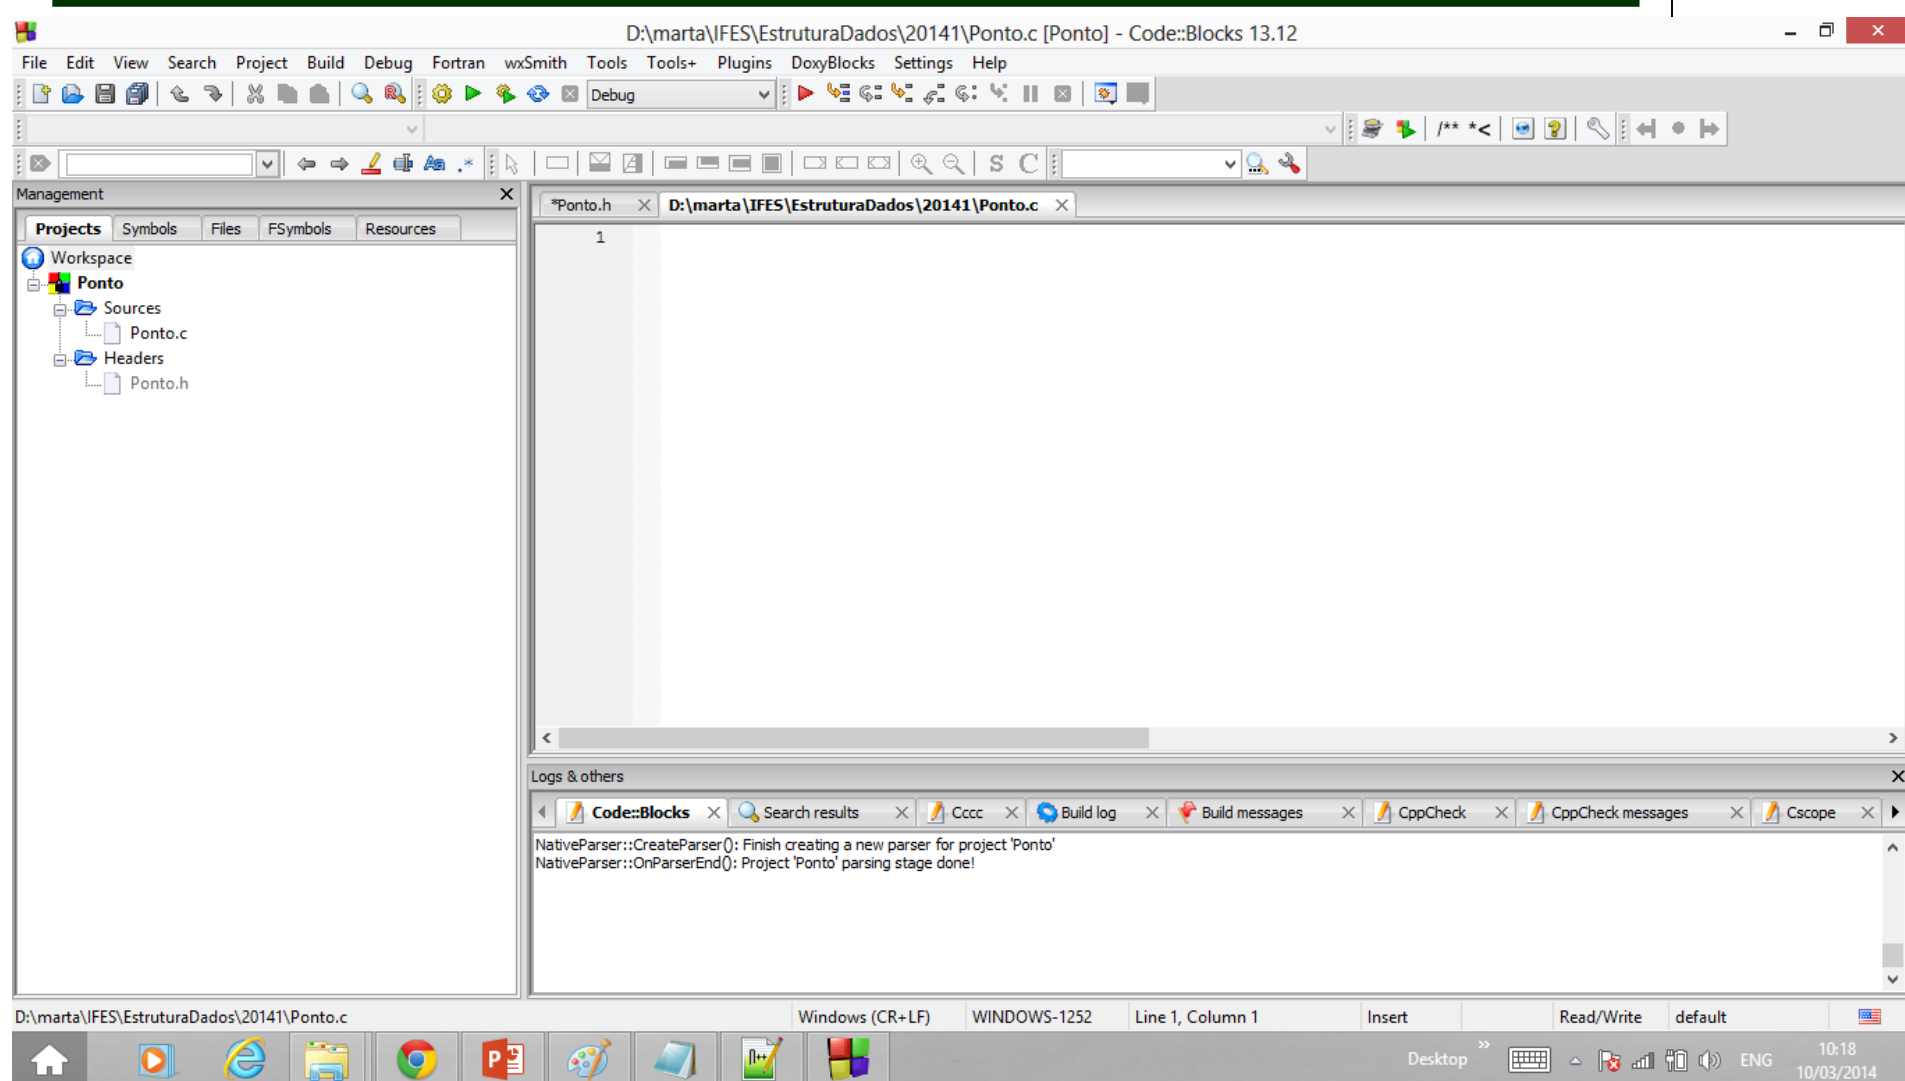 D:\marta\IFES\EstruturaDados\20141\Ponto.c [Ponto] - Code::Blocks 13.12
File Edit View Search Project Build Debug Fortran wxSmith Tools Tools+ Plugins DoxyBlocks Settings Help
Debug
/** *<
.* S C
Management
*Ponto.h D:\marta\IFES\EstruturaDados\20141\Ponto.c
Projects Symbols Files FSymbols Resources
1
Workspace
Ponto
Sources
Ponto.c
Headers
Ponto.h
Logs & others
Code::Blocks Search results Cccc Build log Build messages CppCheck CppCheck messages Cscope
NativeParser::CreateParser(): Finish creating a new parser for project 'Ponto'
NativeParser::OnParserEnd(): Project 'Ponto' parsing stage done!
D:\marta\IFES\EstruturaDados\20141\Ponto.c Windows (CR+LF) WINDOWS-1252 Line 1, Column 1 Insert Read/Write default
Desktop ENG 10:18
10/03/2014